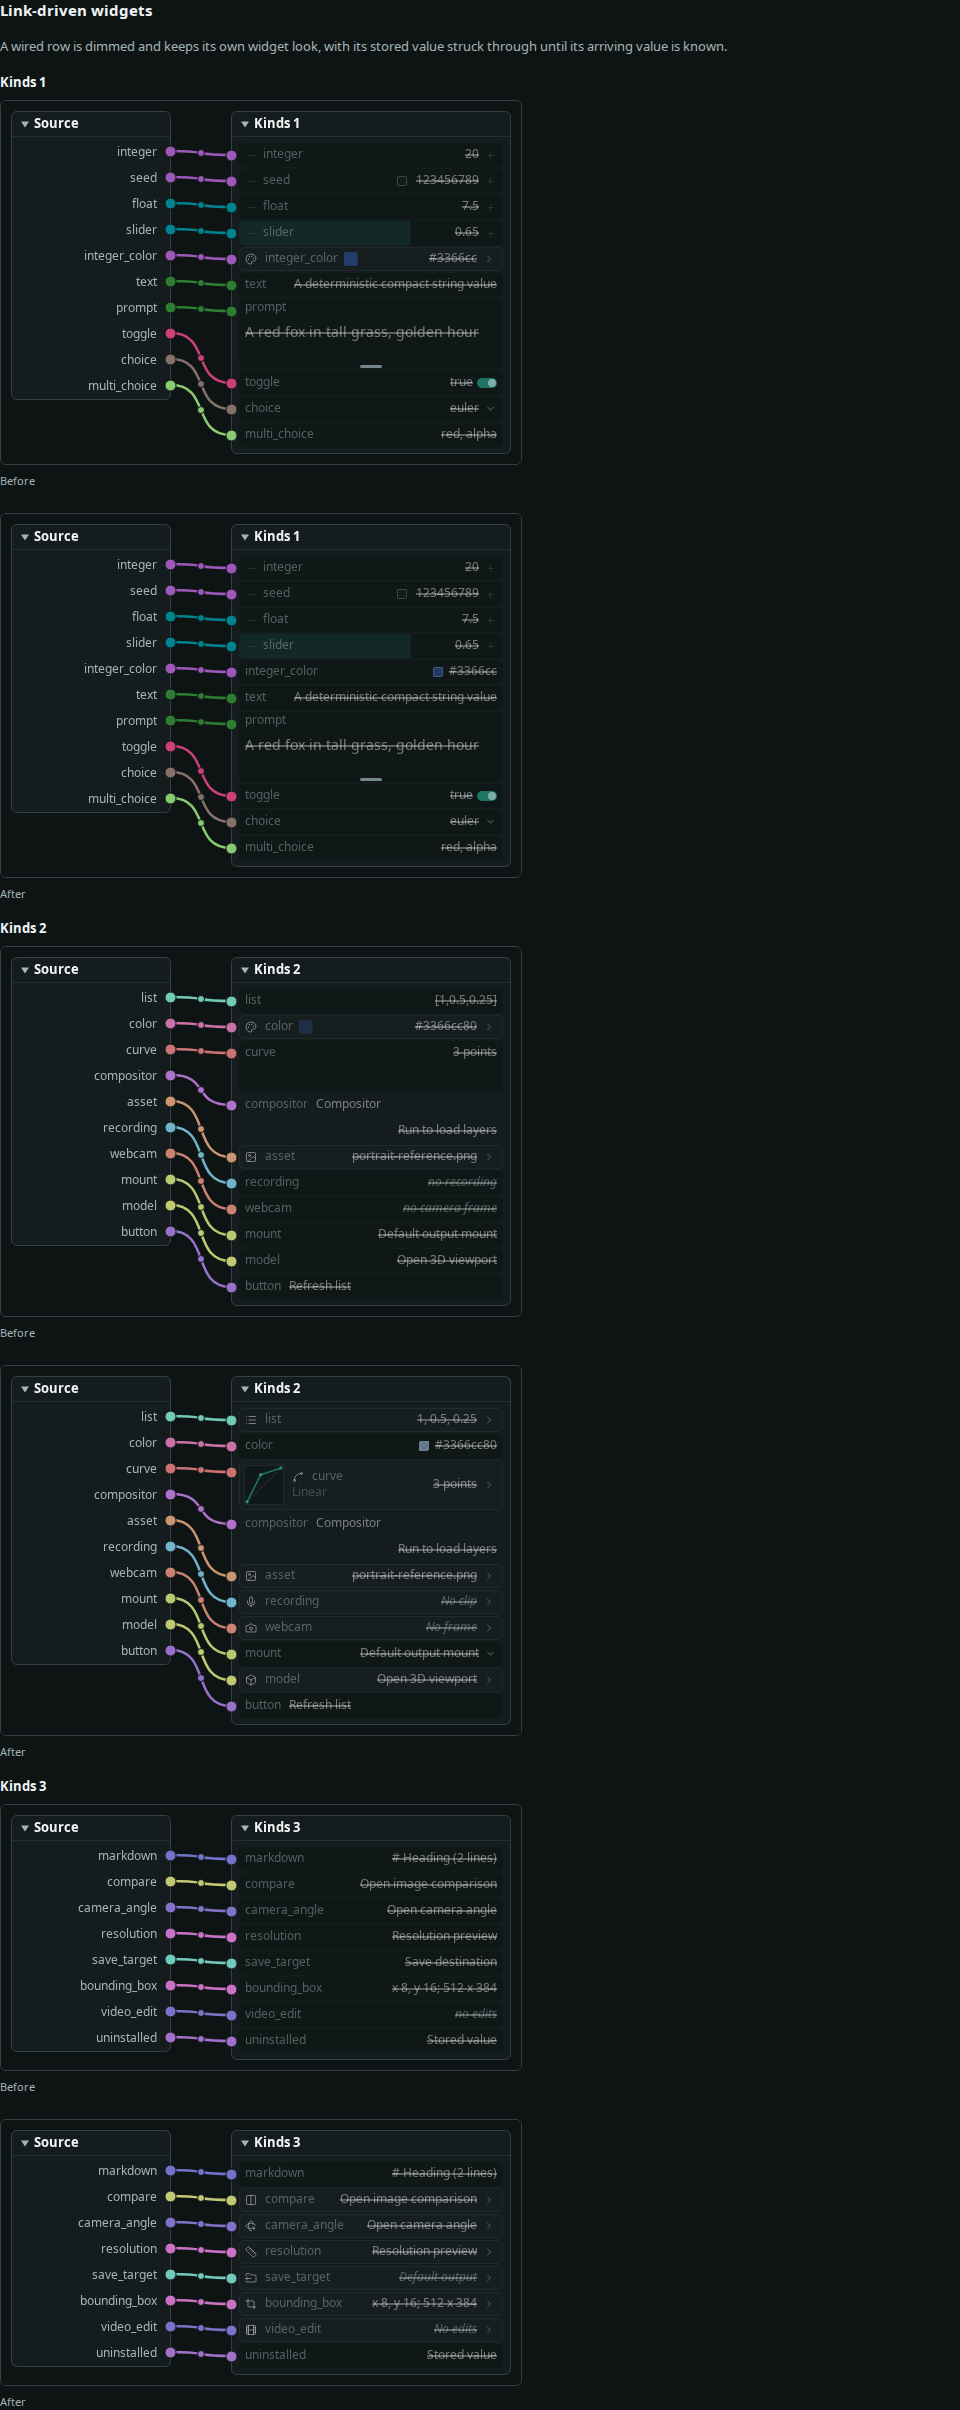 Link-driven widgets
A wired row is dimmed and keeps its own widget look, with its stored value struck through until its arriving value is known.
Kinds 1
Source
Kinds 1
integer
integer 20
seed
seed 123456789
float
float 7.5
slider
slider 0.65
integer_color
integer_color #3366cc
text
text A deterministic compact string value
prompt
prompt
A red fox in tall grass, golden hour
toggle
toggle true
choice
choice euler
multi_choice
multi_choice red, alpha
Before
Source
Kinds 1
integer
integer 20
seed
seed 123456789
float
float 7.5
slider
slider 0.65
integer_color
integer_color #3366cc
text
text A deterministic compact string value
prompt
prompt
A red fox in tall grass, golden hour
toggle
toggle true
choice
choice euler
multi_choice
multi_choice red, alpha
After
Kinds 2
Source
Kinds 2
list
list [1,0.5,0.25]
color
color #3366cc80
curve
curve 3 points
compositor
compositor Compositor
Run to load layers
asset
asset portrait-reference.png
recording
recording no recording
webcam
webcam no camera frame
mount
mount Default output mount
model
model Open 3D viewport
button
button Refresh list
Before
Source
Kinds 2
list
list 1, 0.5, 0.25
color
color #3366cc80
curve
curve 3 points
Linear
compositor
compositor Compositor
Run to load layers
asset
asset portrait-reference.png
recording
recording No clip
webcam
webcam No frame
mount
mount Default output mount
model
model Open 3D viewport
button
button Refresh list
After
Kinds 3
Source
Kinds 3
markdown
markdown # Heading (2 lines)
compare
compare Open image comparison
camera_angle
camera_angle Open camera angle
resolution
resolution Resolution preview
save_target
save_target Save destination
bounding_box
bounding_box x 8, y 16; 512 x 384
video_edit
video_edit no edits
uninstalled
uninstalled Stored value
Before
Source
Kinds 3
markdown
markdown # Heading (2 lines)
compare
compare Open image comparison
camera_angle
camera_angle Open camera angle
resolution
resolution Resolution preview
save_target
save_target Default output
bounding_box
bounding_box x 8, y 16; 512 x 384
video_edit
video_edit No edits
uninstalled
uninstalled Stored value
After